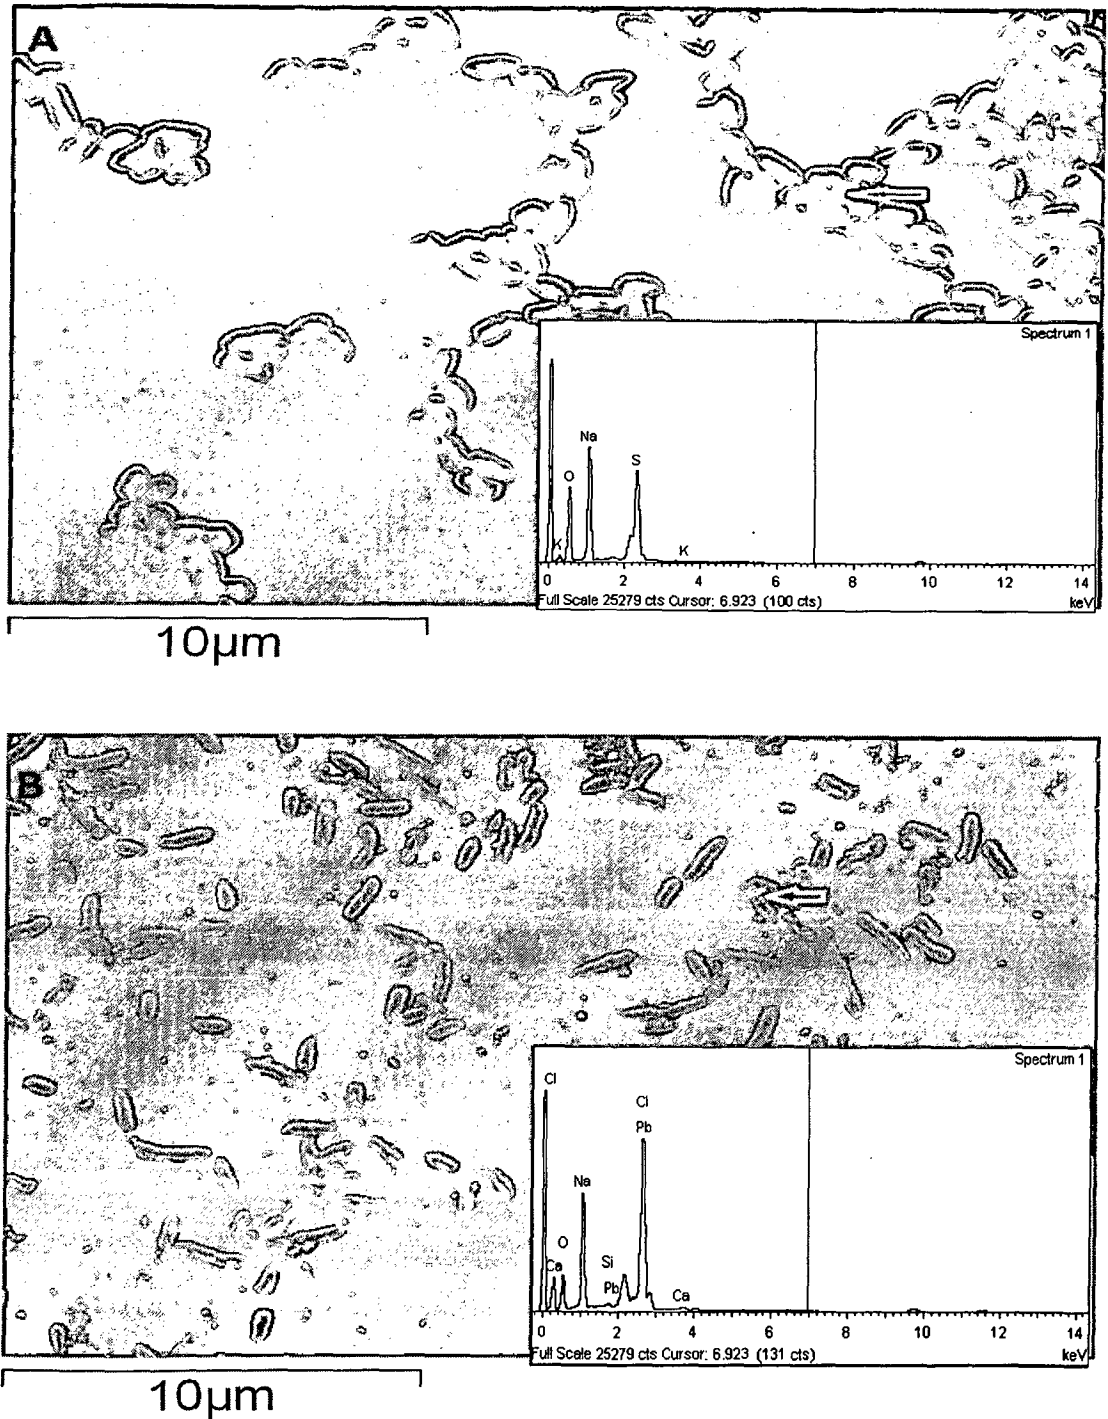 A
Spectrum 1
Na
S
O
K
K
0 2 4 6 8 10 12 14
Full Scale 25279 cts Cursor: 6.923 (100 cts)
keV
10µm
B
Spectrum 1
Cl
Cl
Pb
Na
O
Ca
Si
Pb
Ca
0 2 4 6 8 10 12 14
Full Scale 25279 cts Cursor: 6.923 (131 cts)
keV
10µm